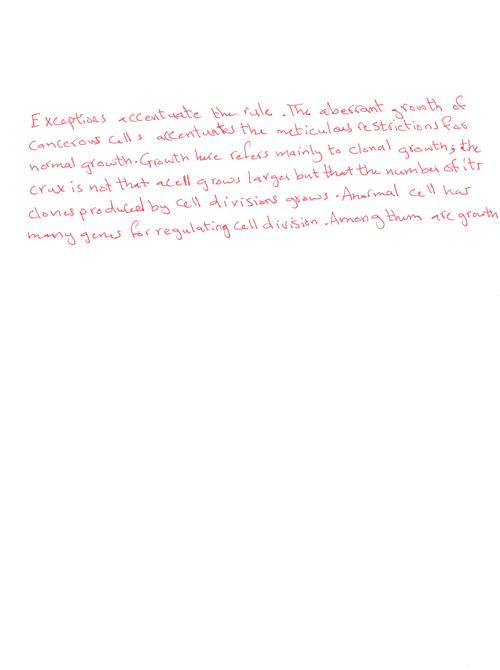 Exceptions accentuate the rule. The aberrant growth of
cancerous cells accentuates the meticulous restrictions for
normal growth. Growth here refers mainly to clonal growth; the
crux is not that a cell grows larger but that the number of its
clones produced by cell divisions grows. A normal cell has
many genes for regulating cell division. Among them are growth